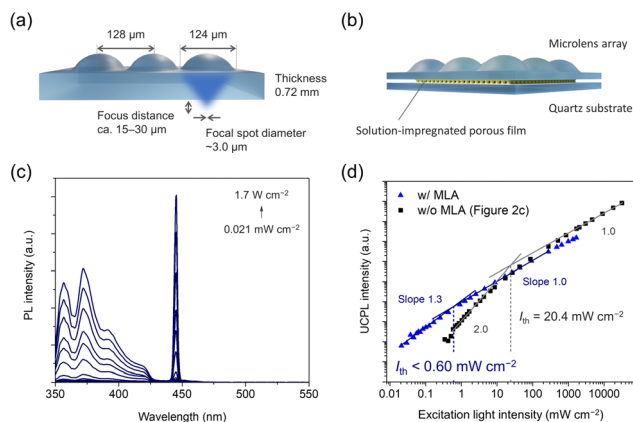 (a)
128 μm
124 μm
Thickness
0.72 mm
Focus distance
ca. 15–30 μm
Focal spot diameter
~3.0 μm
(b)
Microlens array
Quartz substrate
Solution-impregnated porous film
(c)
1.7 W cm⁻²
0.021 mW cm⁻²
PL intensity (a.u.)
350
400
450
500
550
Wavelength (nm)
(d)
w/ MLA
w/o MLA (Figure 2c)
1.0
Slope 1.0
Slope 1.3
2.0
Ith = 20.4 mW cm⁻²
Ith < 0.60 mW cm⁻²
UCPL intensity (a.u.)
0.01
0.1
1
10
100
1000
10000
Excitation light intensity (mW cm⁻²)